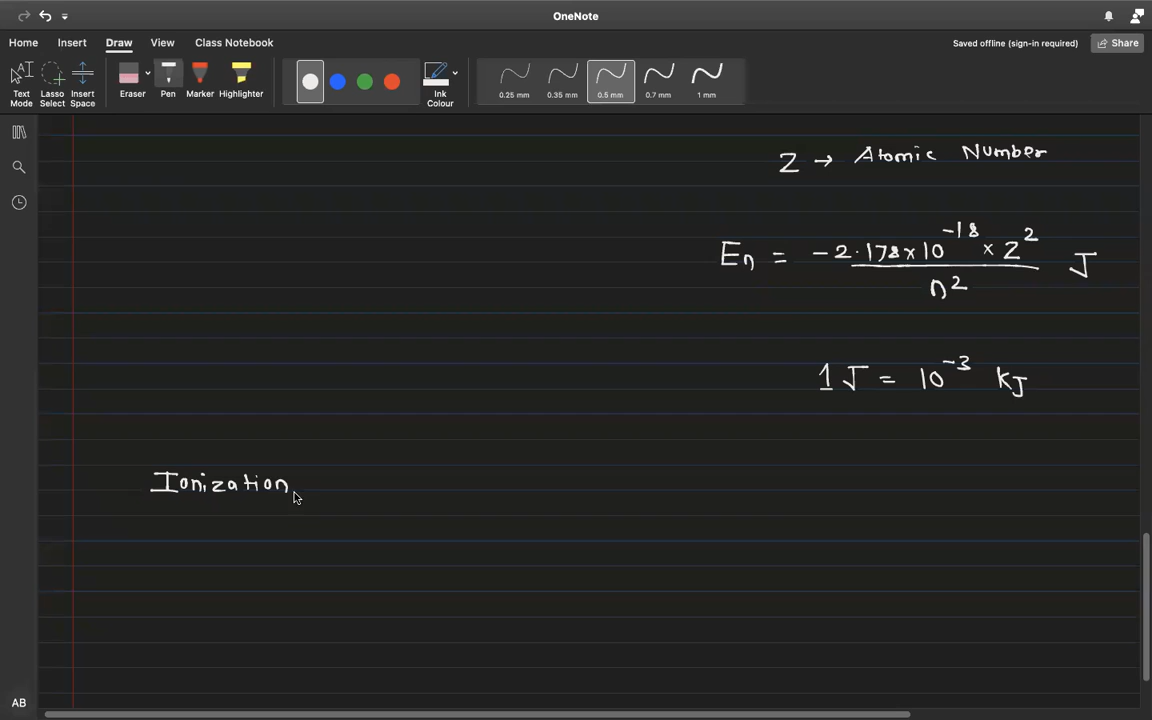 OneNote
Home Insert Draw View Class Notebook
Saved offline (sign-in required) Share
Text Mode Lasso Select Insert Space Eraser Pen Marker Highlighter Ink Colour 0.25 mm 0.35 mm 0.5 mm 0.7 mm 1 mm
Z → Atomic Number
En = -2.178 × 10^-18 × Z^2 / n^2 J
1 J = 10^-3 kJ
Ionization
AB